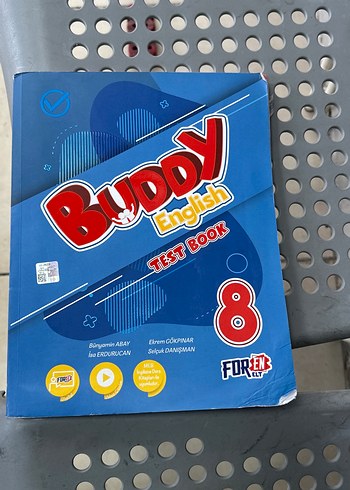 BUDDY
English
TEST BOOK
8
Bünyamin ABAY
Ekrem GÖKPINAR
İsa ERDURUCAN
Selçuk DANIŞMAN
FOREN
ELT